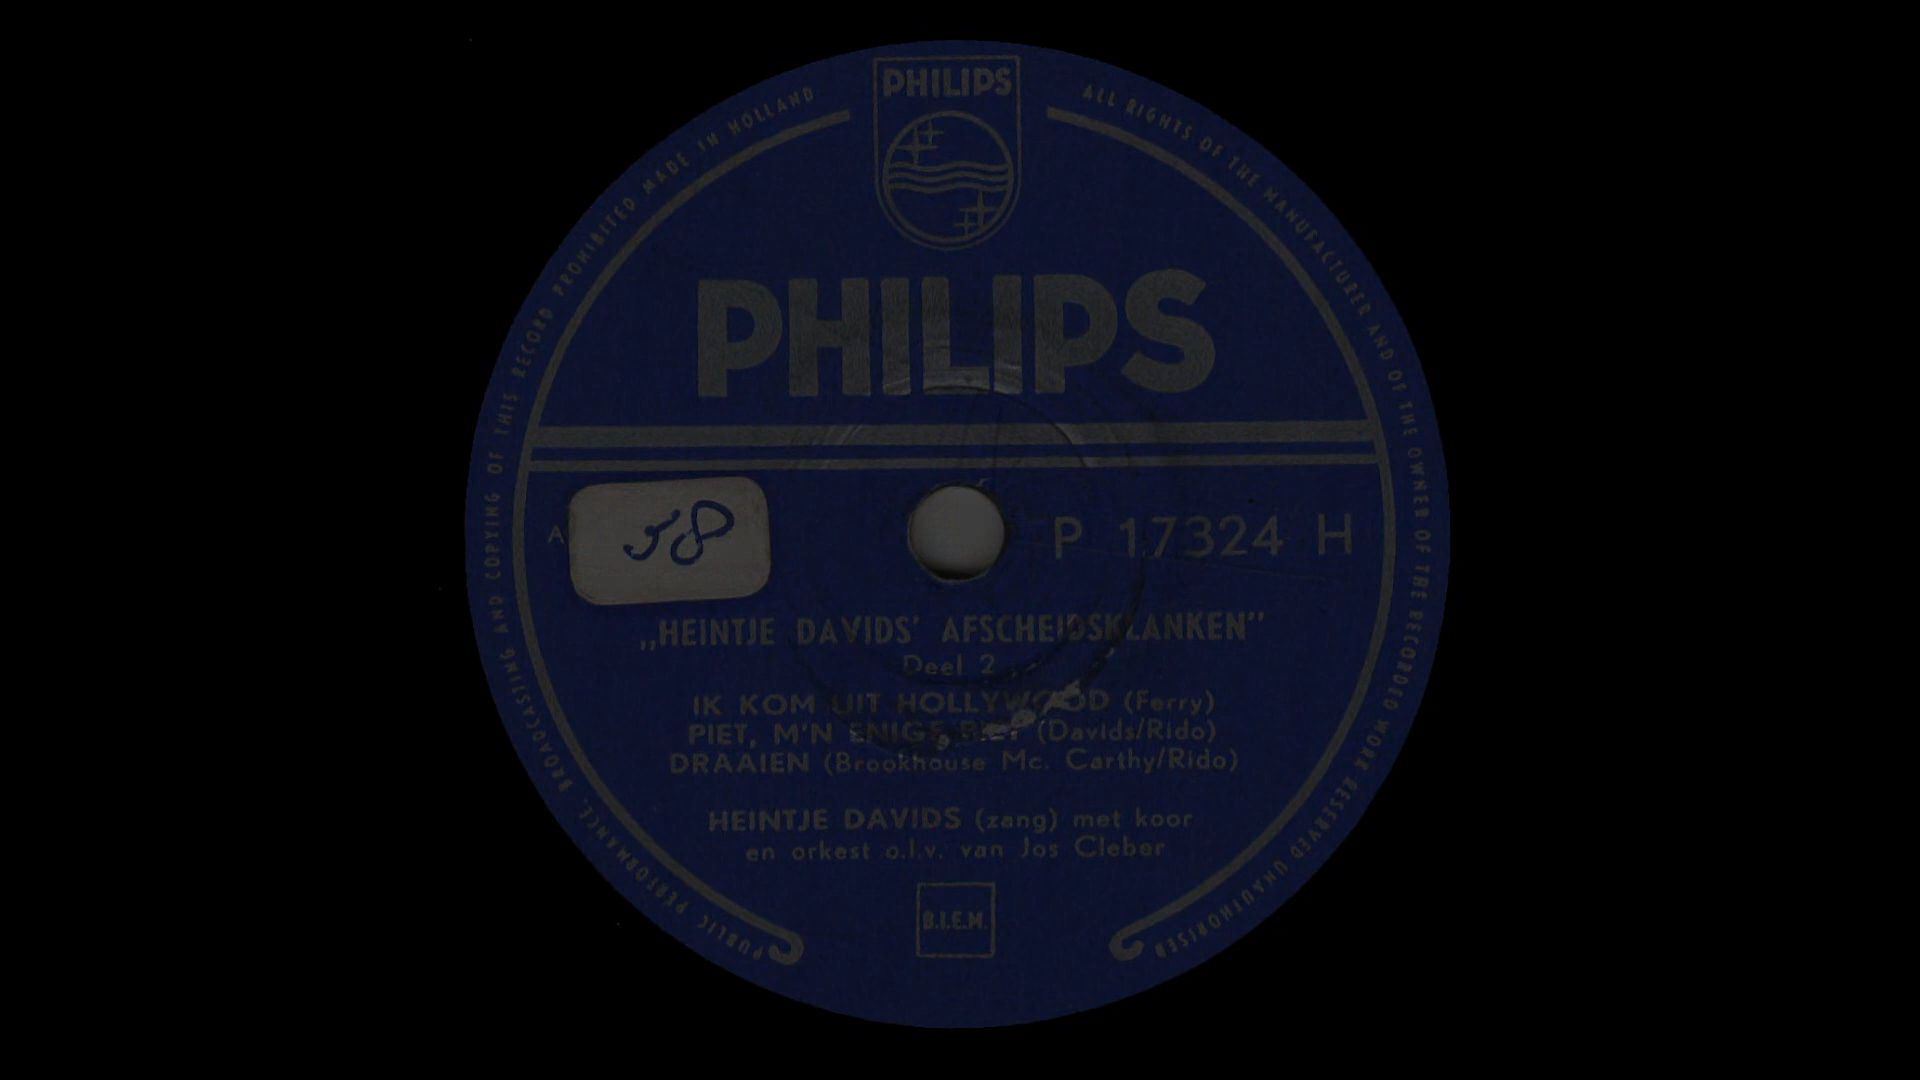 PHILIPS
PUBLIC PERFORMANCE, BROADCASTING AND COPYING OF THIS RECORD PROHIBITED MADE IN HOLLAND
ALL RIGHTS OF THE MANUFACTURER AND OF THE OWNER OF THE RECORDED WORK RESERVED UNAUTHORISED
PHILIPS
A 58 P 17324 H
„HEINTJE DAVIDS' AFSCHEIDSKLANKEN”
Deel 2
IK KOM UIT HOLLYWOOD (Ferry)
PIET, M'N ENIGE PIET (Davids/Rido)
DRAAIEN (Brookhouse Mc. Carthy/Rido)
HEINTJE DAVIDS (zang) met koor
en orkest o.l.v. van Jos Cleber
B.I.E.M.